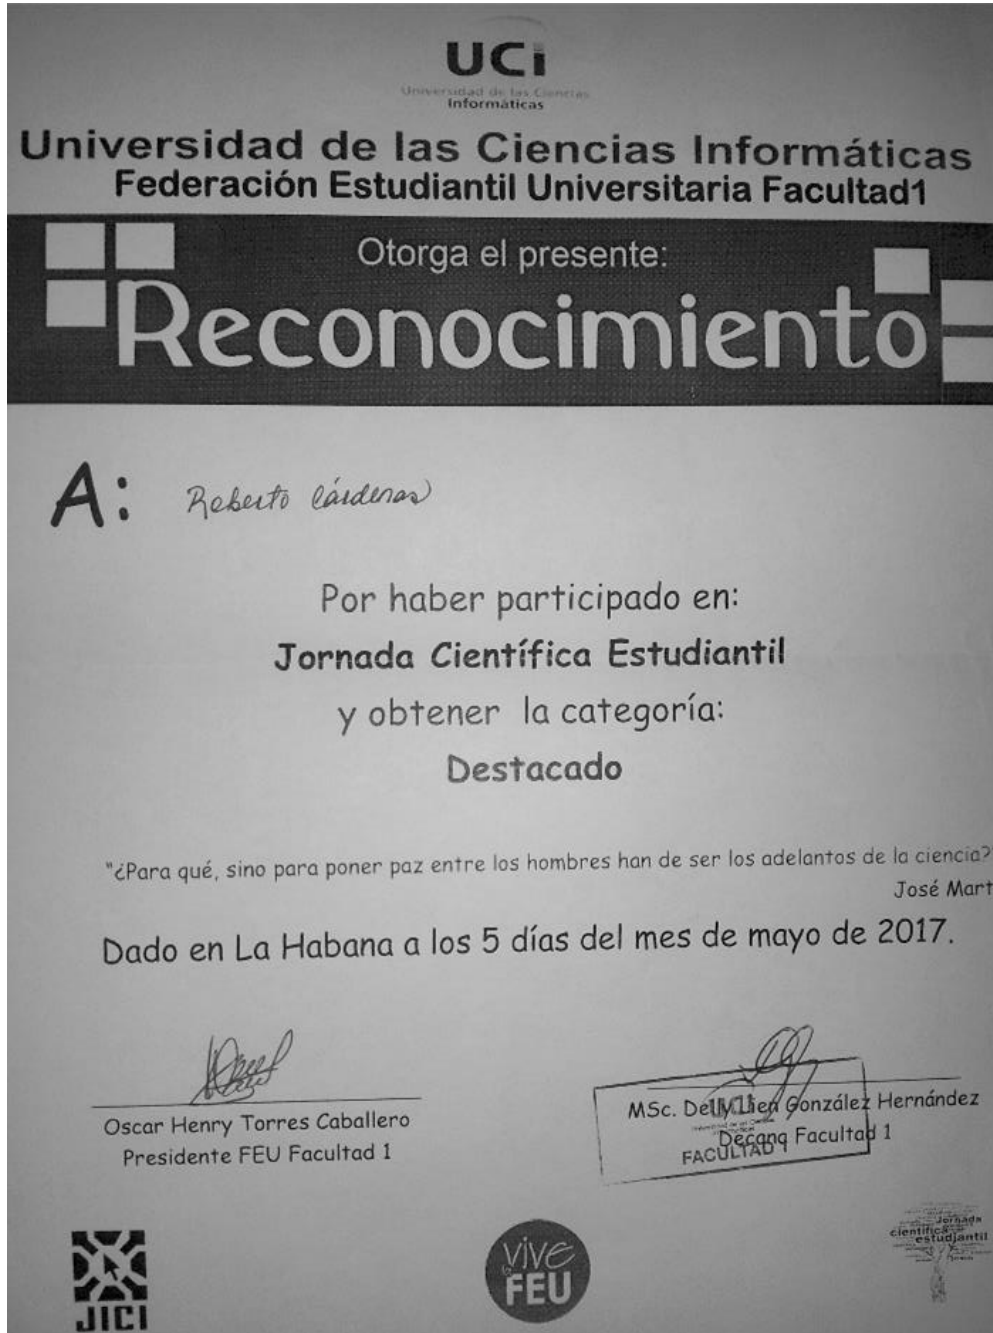 UCi
Universidad de las Ciencias
Informáticas
Universidad de las Ciencias Informáticas
Federación Estudiantil Universitaria Facultad1
Otorga el presente:
Reconocimiento
A: Roberto Cárdenas
Por haber participado en:
Jornada Científica Estudiantil
y obtener la categoría:
Destacado
"¿Para qué, sino para poner paz entre los hombres han de ser los adelantos de la ciencia?"
José Mart
Dado en La Habana a los 5 días del mes de mayo de 2017.
Oscar Henry Torres Caballero
Presidente FEU Facultad 1
MSc. Delly Lien González Hernández
Decana Facultad 1
UCi
FACULTAD 1
JICI
VIVE
la
FEU
Jornada
científica
estudiantil